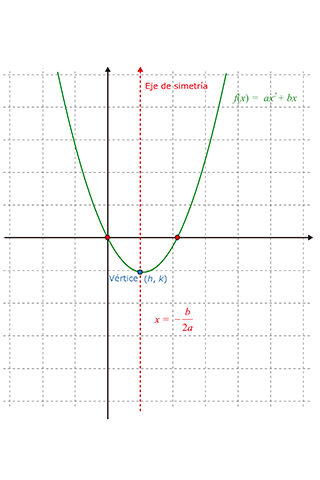 Eje de simetría
f(x) = ax² + bx
Vértice (h, k)
x = - b/2a